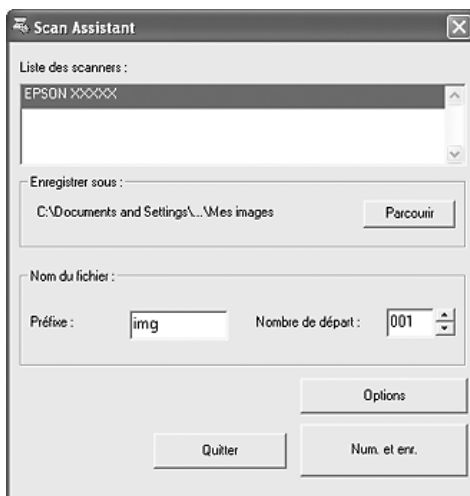 Scan Assistant
Liste des scanners :
EPSON XXXXX
Enregistrer sous :
C:\Documents and Settings\...\Mes images
Parcourir
Nom du fichier :
Préfixe : img Nombre de départ : 001
Options
Quitter Num. et enr.